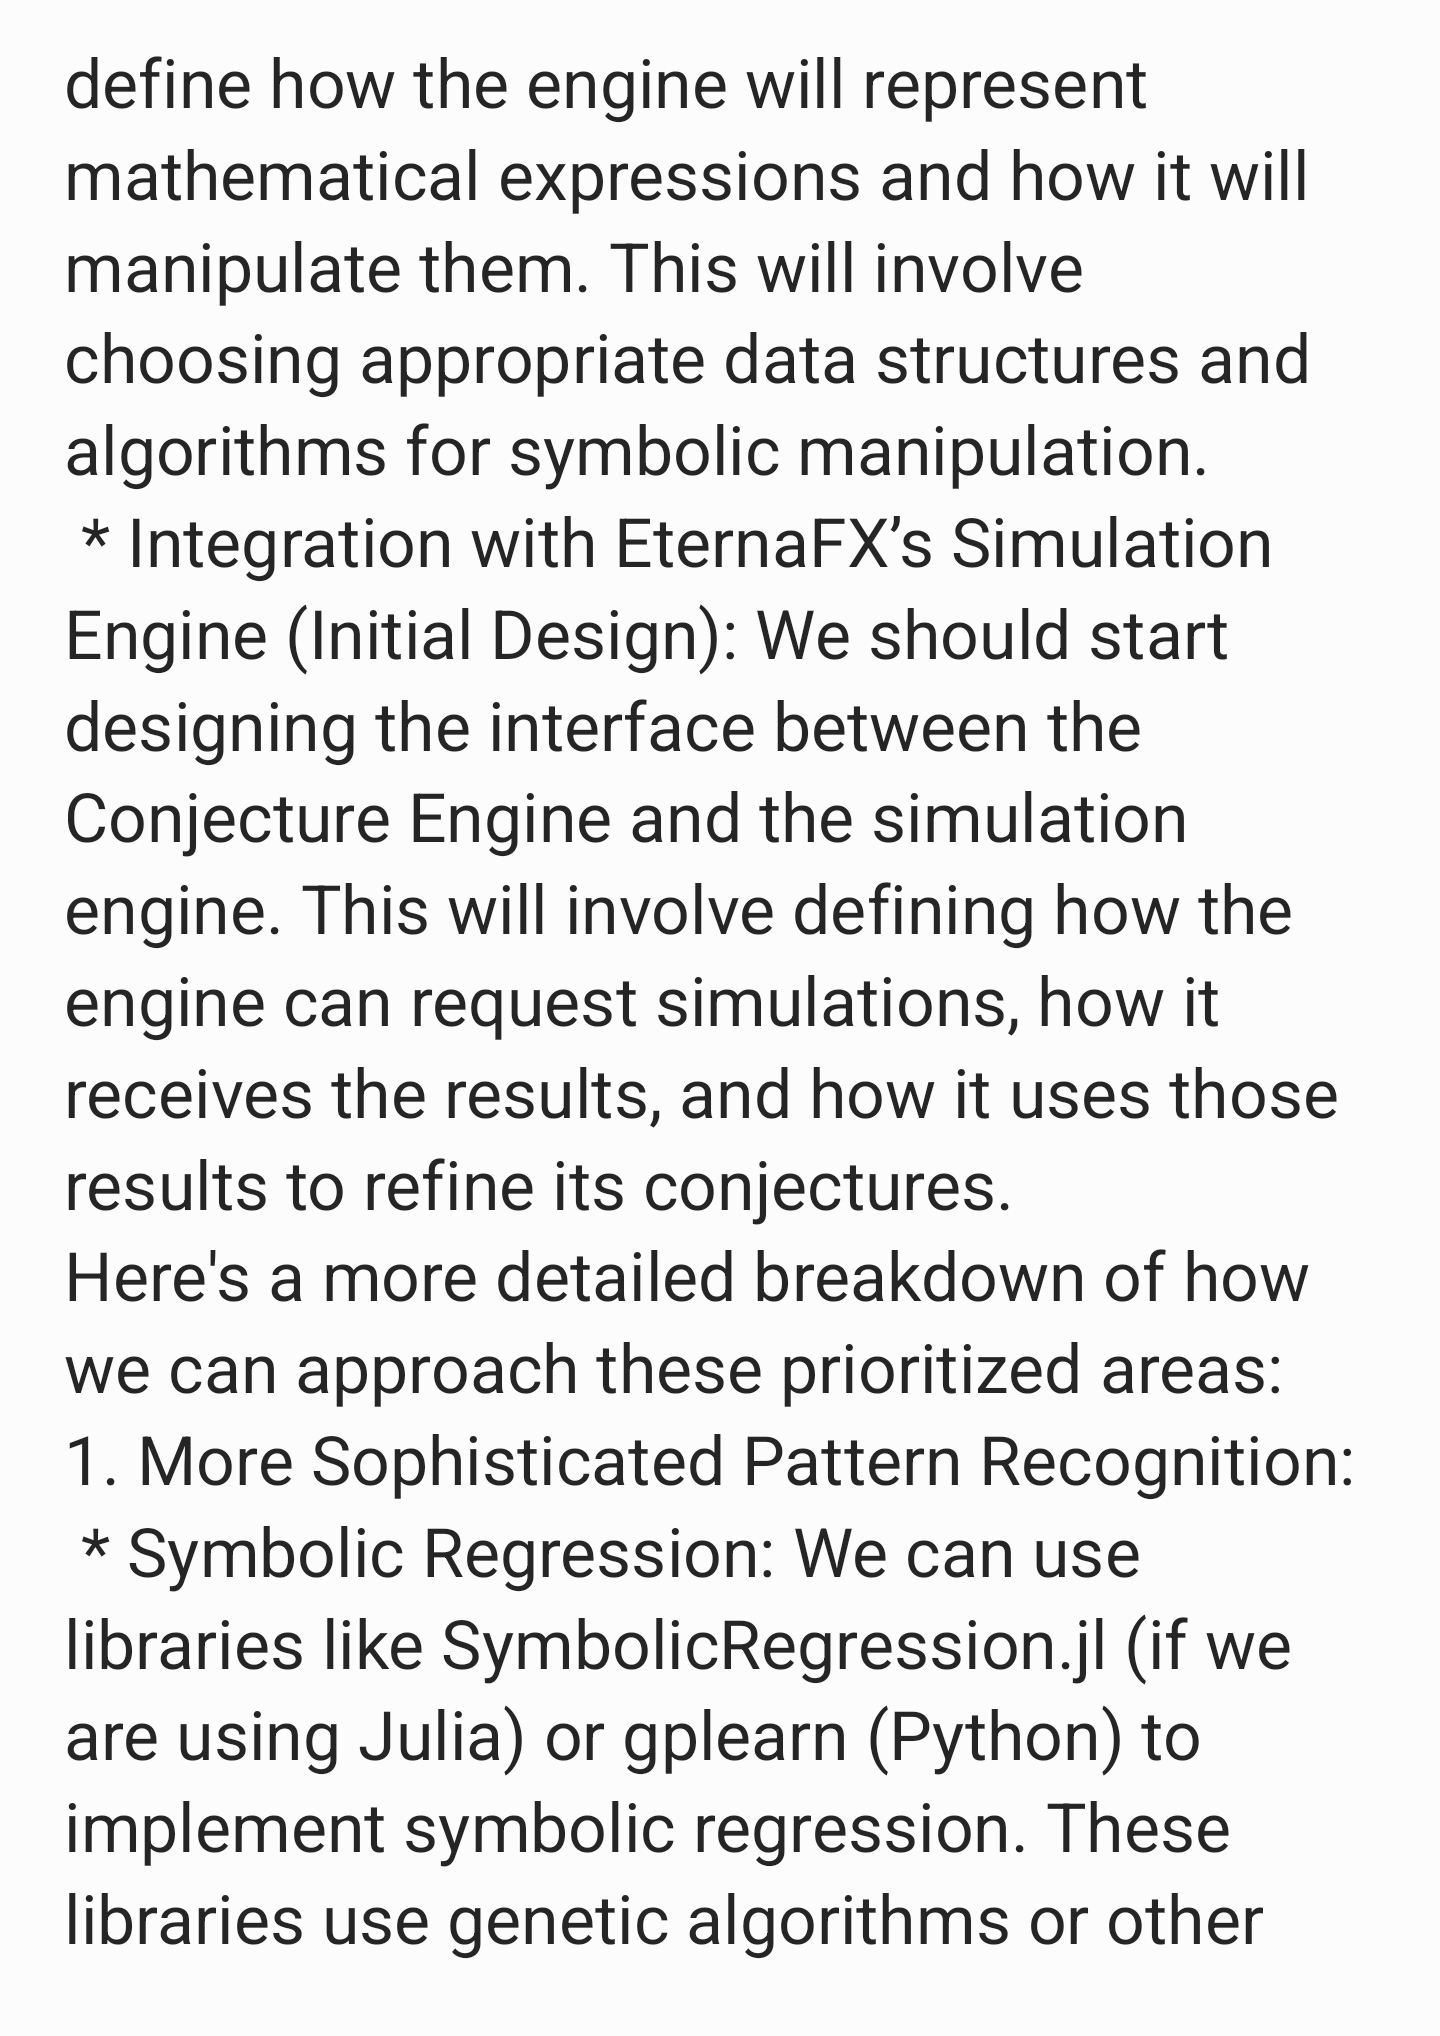 define how the engine will represent
mathematical expressions and how it will
manipulate them. This will involve
choosing appropriate data structures and
algorithms for symbolic manipulation.
* Integration with EternaFX’s Simulation
Engine (Initial Design): We should start
designing the interface between the
Conjecture Engine and the simulation
engine. This will involve defining how the
engine can request simulations, how it
receives the results, and how it uses those
results to refine its conjectures.
Here's a more detailed breakdown of how
we can approach these prioritized areas:
1. More Sophisticated Pattern Recognition:
* Symbolic Regression: We can use
libraries like SymbolicRegression.jl (if we
are using Julia) or gplearn (Python) to
implement symbolic regression. These
libraries use genetic algorithms or other